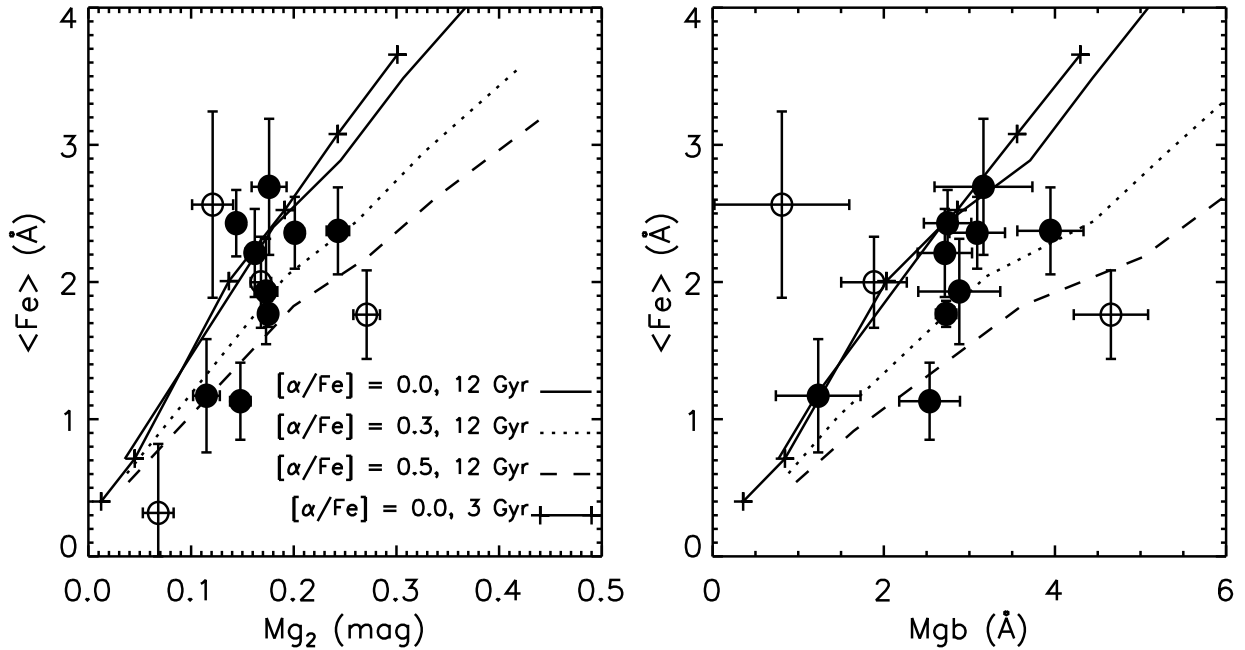 4
3
2
1
0
<Fe> (Å)
[α/Fe] = 0.0, 12 Gyr
[α/Fe] = 0.3, 12 Gyr
[α/Fe] = 0.5, 12 Gyr
[α/Fe] = 0.0, 3 Gyr
0.0 0.1 0.2 0.3 0.4 0.5
Mg₂ (mag)
4
3
2
1
0
<Fe> (Å)
0 2 4 6
Mgb (Å)